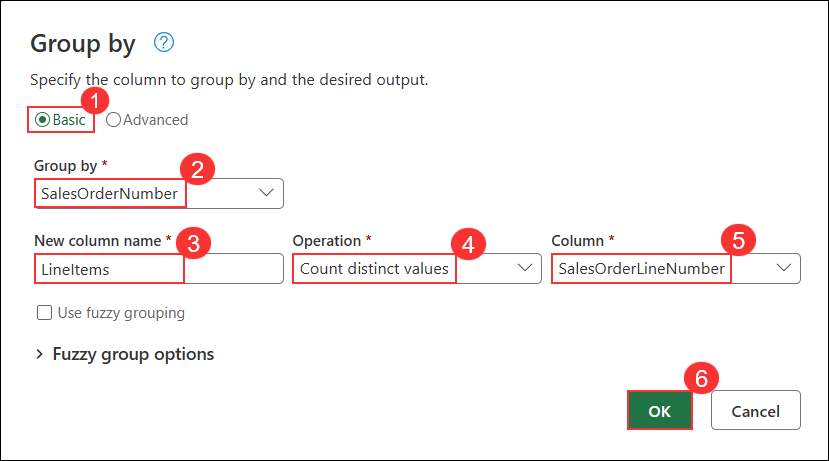 Group by ?
Specify the column to group by and the desired output.
1
Basic Advanced
Group by * 2
SalesOrderNumber
New column name * 3 Operation * 4 Column * 5
LineItems Count distinct values SalesOrderLineNumber
Use fuzzy grouping
Fuzzy group options
6
OK Cancel